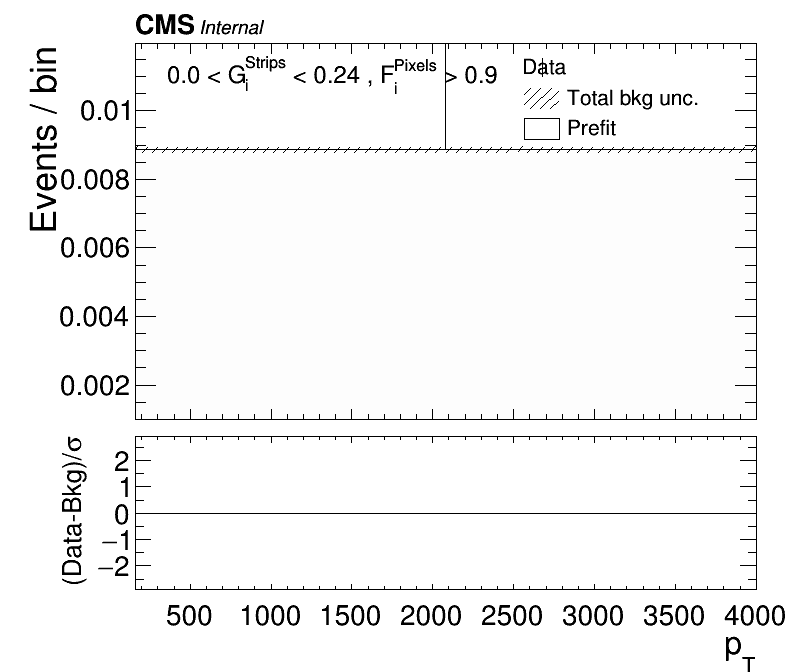 CMS Internal
0.0 < G_i^Strips < 0.24 , F_i^Pixels > 0.9
Data
Total bkg unc.
Prefit
Events / bin
0.01
0.008
0.006
0.004
0.002
(Data-Bkg)/σ
2
1
0
−1
−2
500 1000 1500 2000 2500 3000 3500 4000
p_T